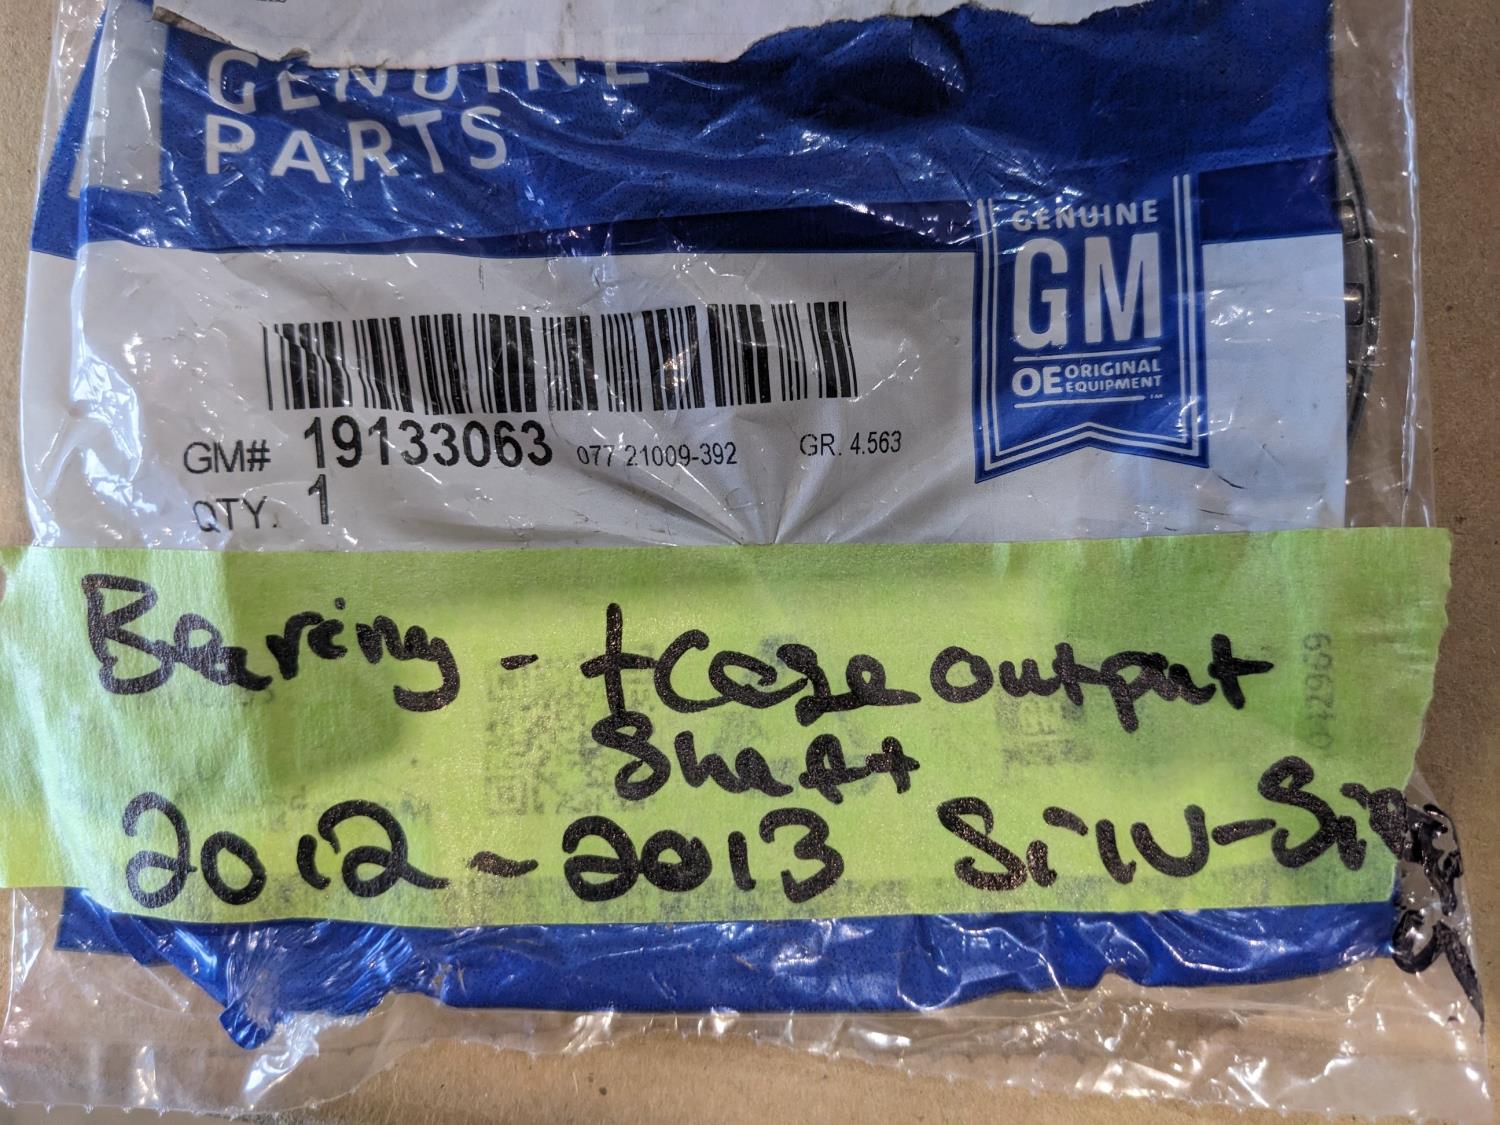 GENUINE
PARTS
GENUINE
GM
OE ORIGINAL
EQUIPMENT
GM# 19133063 077 21009-392 GR. 4.563
QTY. 1
Bearing - tcase output
Shaft
2012-2013
042969